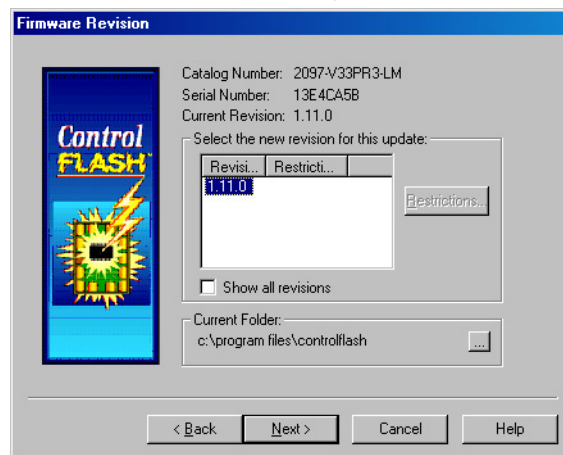 Firmware Revision
Catalog Number: 2097-V33PR3-LM
Serial Number: 13E4CA5B
Current Revision: 1.11.0
Control
FLASH™
Select the new revision for this update:
Revisi... Restricti...
1.11.0
Restrictions...
Show all revisions
Current Folder:
c:\program files\controlflash
...
< Back Next > Cancel Help